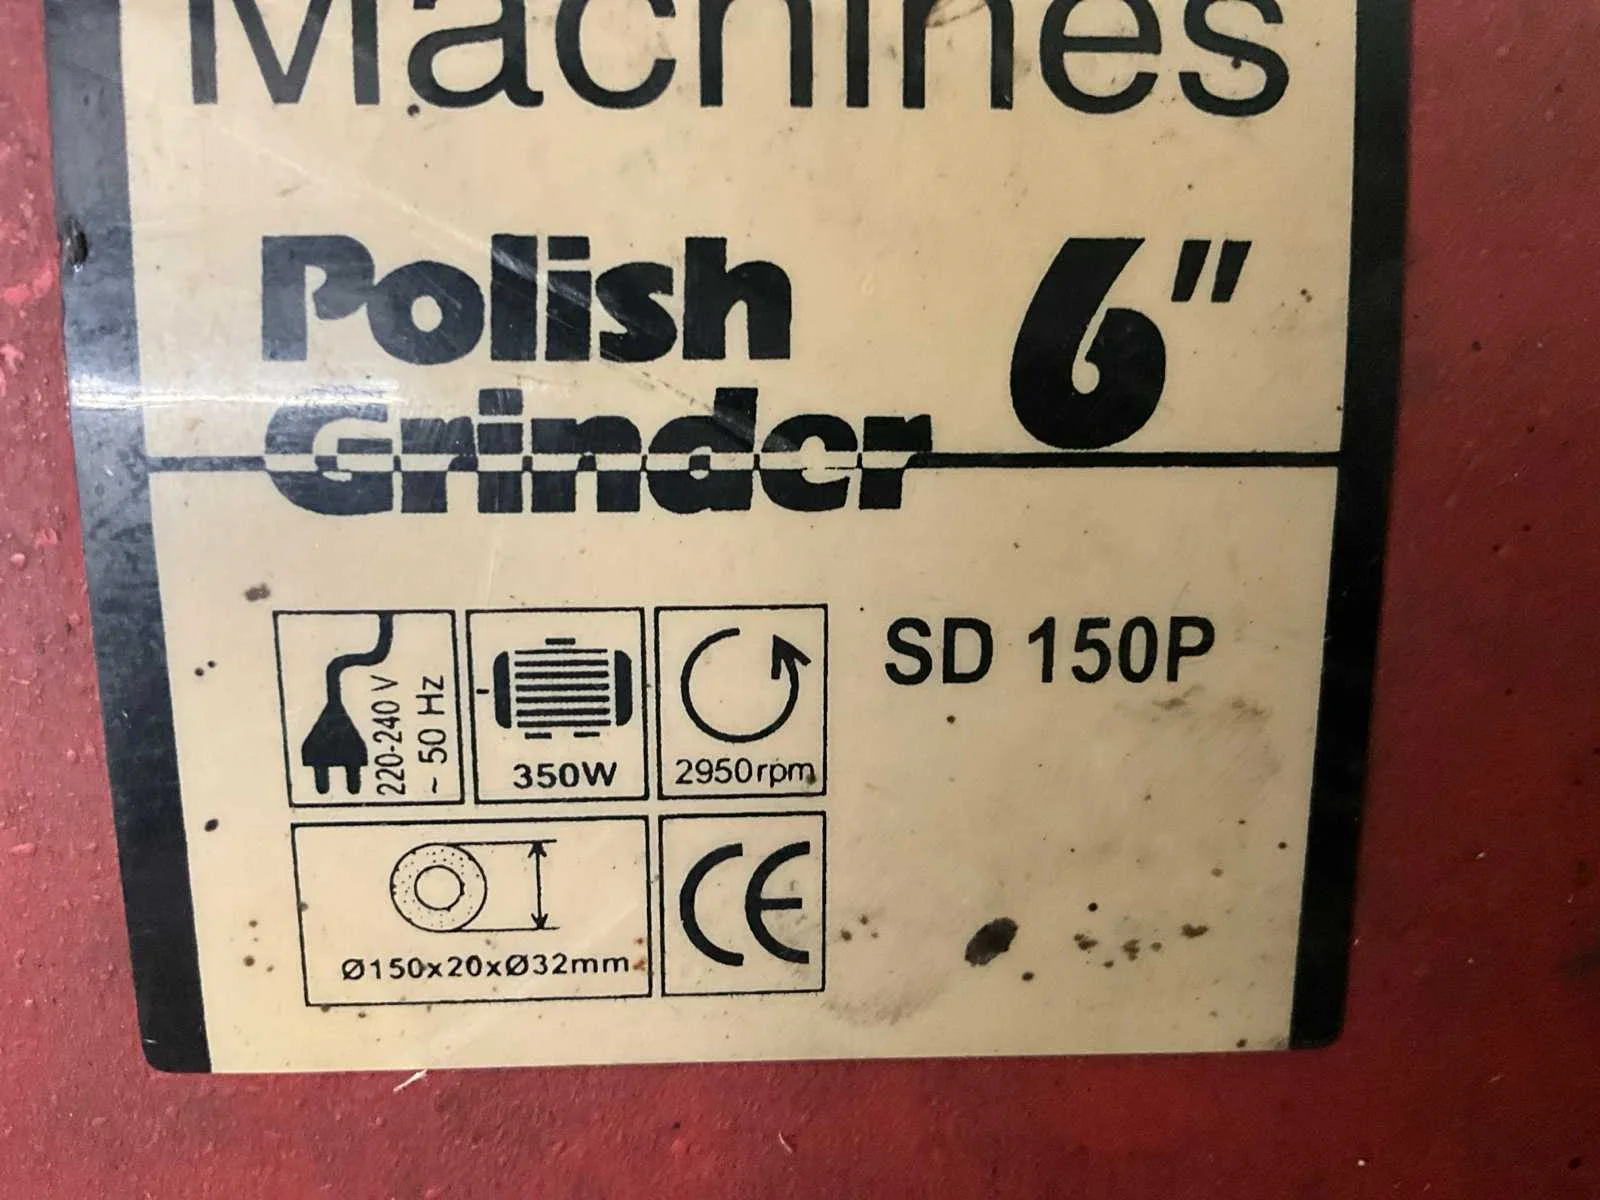 Machines
Polish 6"
Grinder
SD 150P
220-240 V
~ 50 Hz
350W
2950rpm
Ø150x20xØ32mm
CE